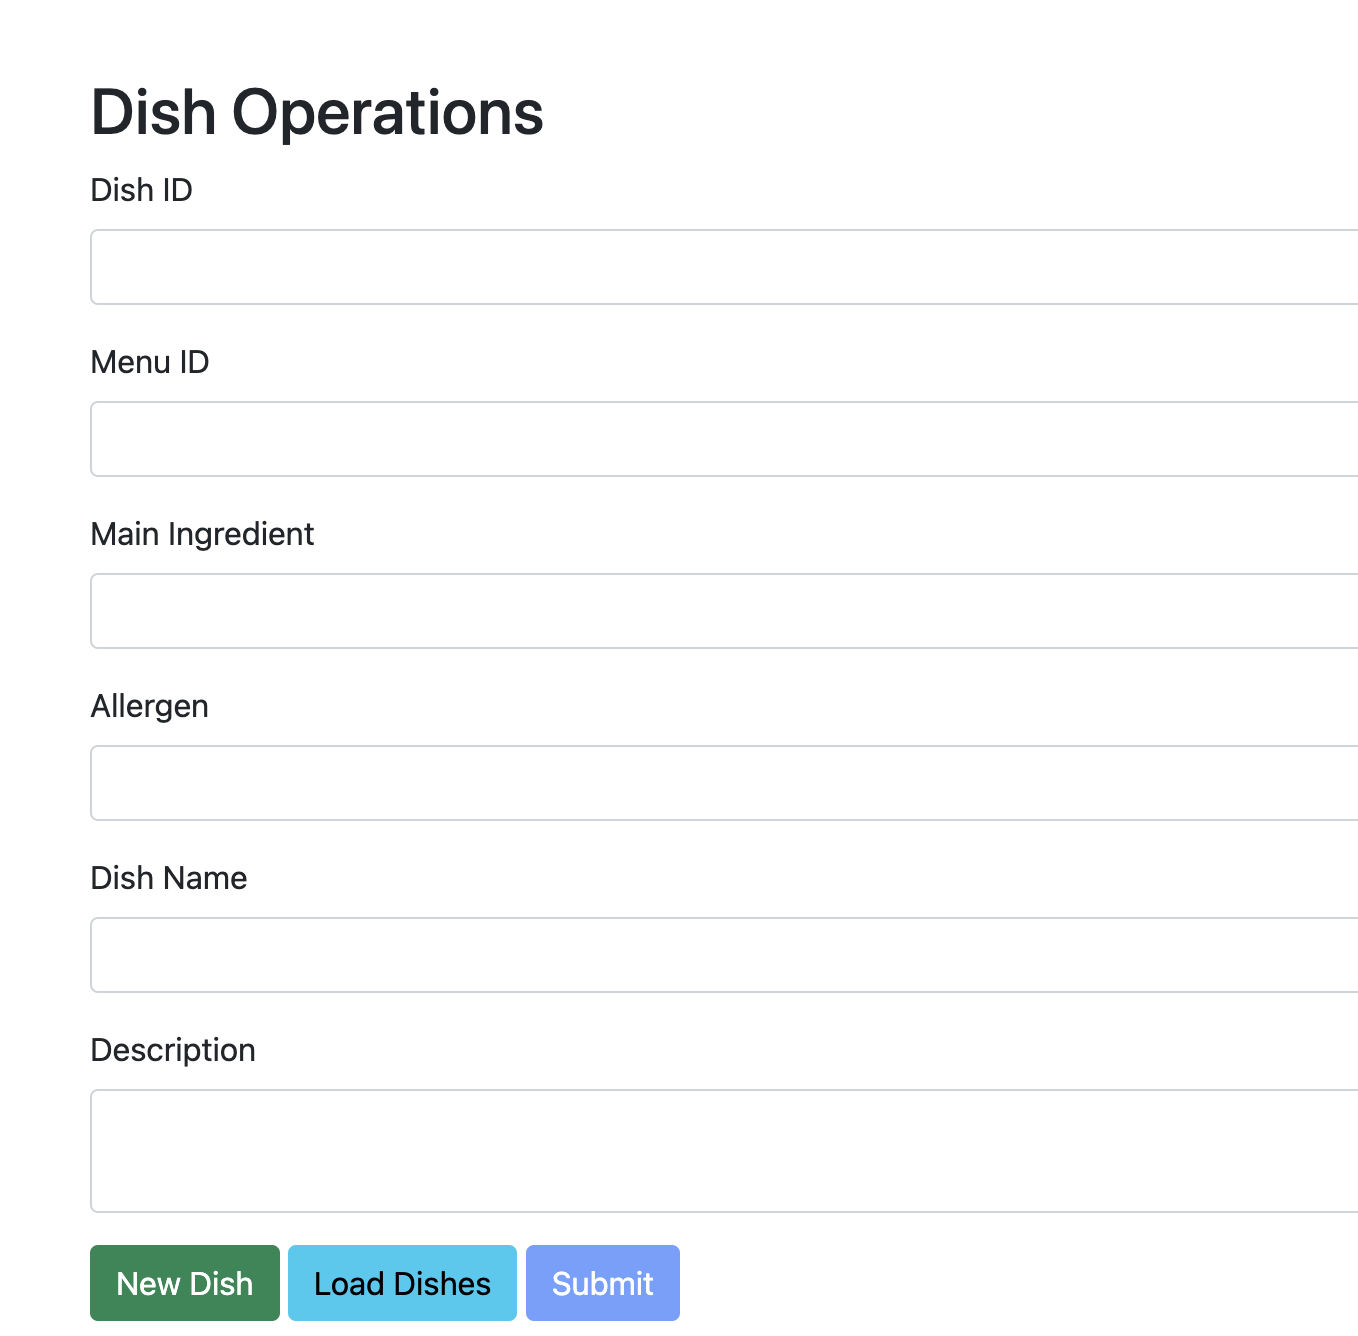 Dish Operations
Dish ID
Menu ID
Main Ingredient
Allergen
Dish Name
Description
New Dish Load Dishes Submit